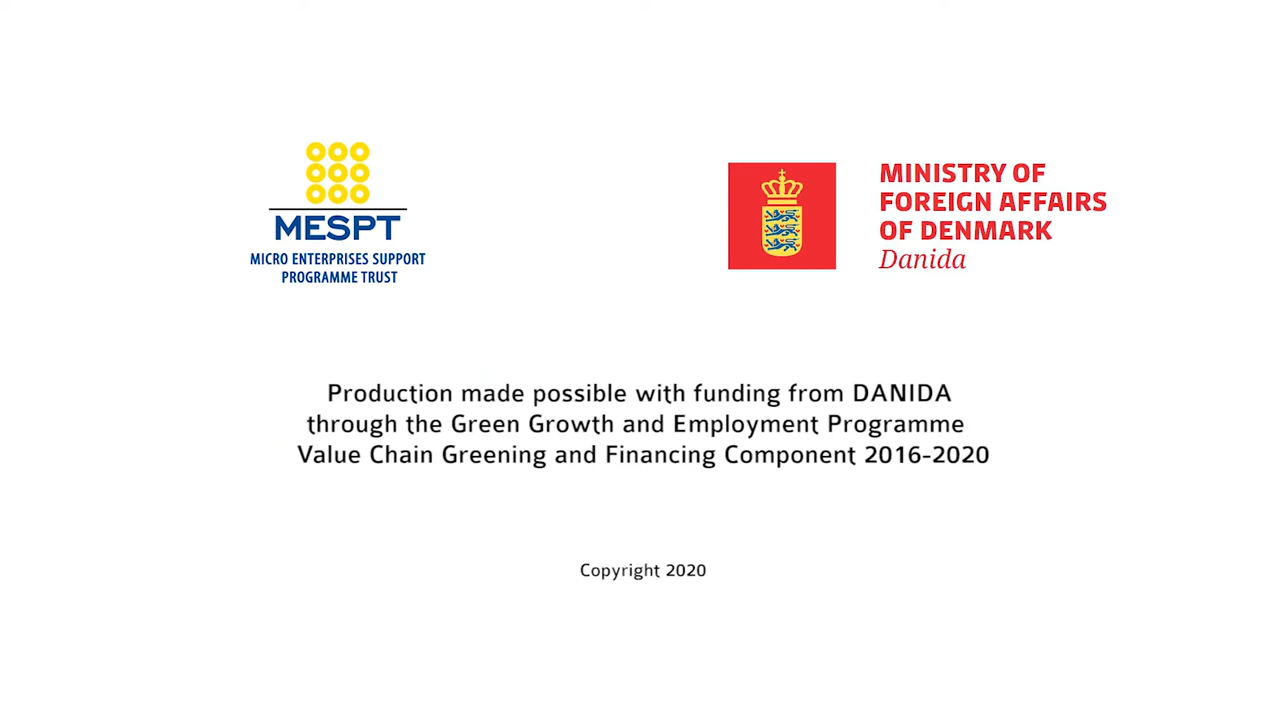 MESPT
MICRO ENTERPRISES SUPPORT
PROGRAMME TRUST
MINISTRY OF
FOREIGN AFFAIRS
OF DENMARK
Danida
Production made possible with funding from DANIDA
through the Green Growth and Employment Programme
Value Chain Greening and Financing Component 2016-2020
Copyright 2020